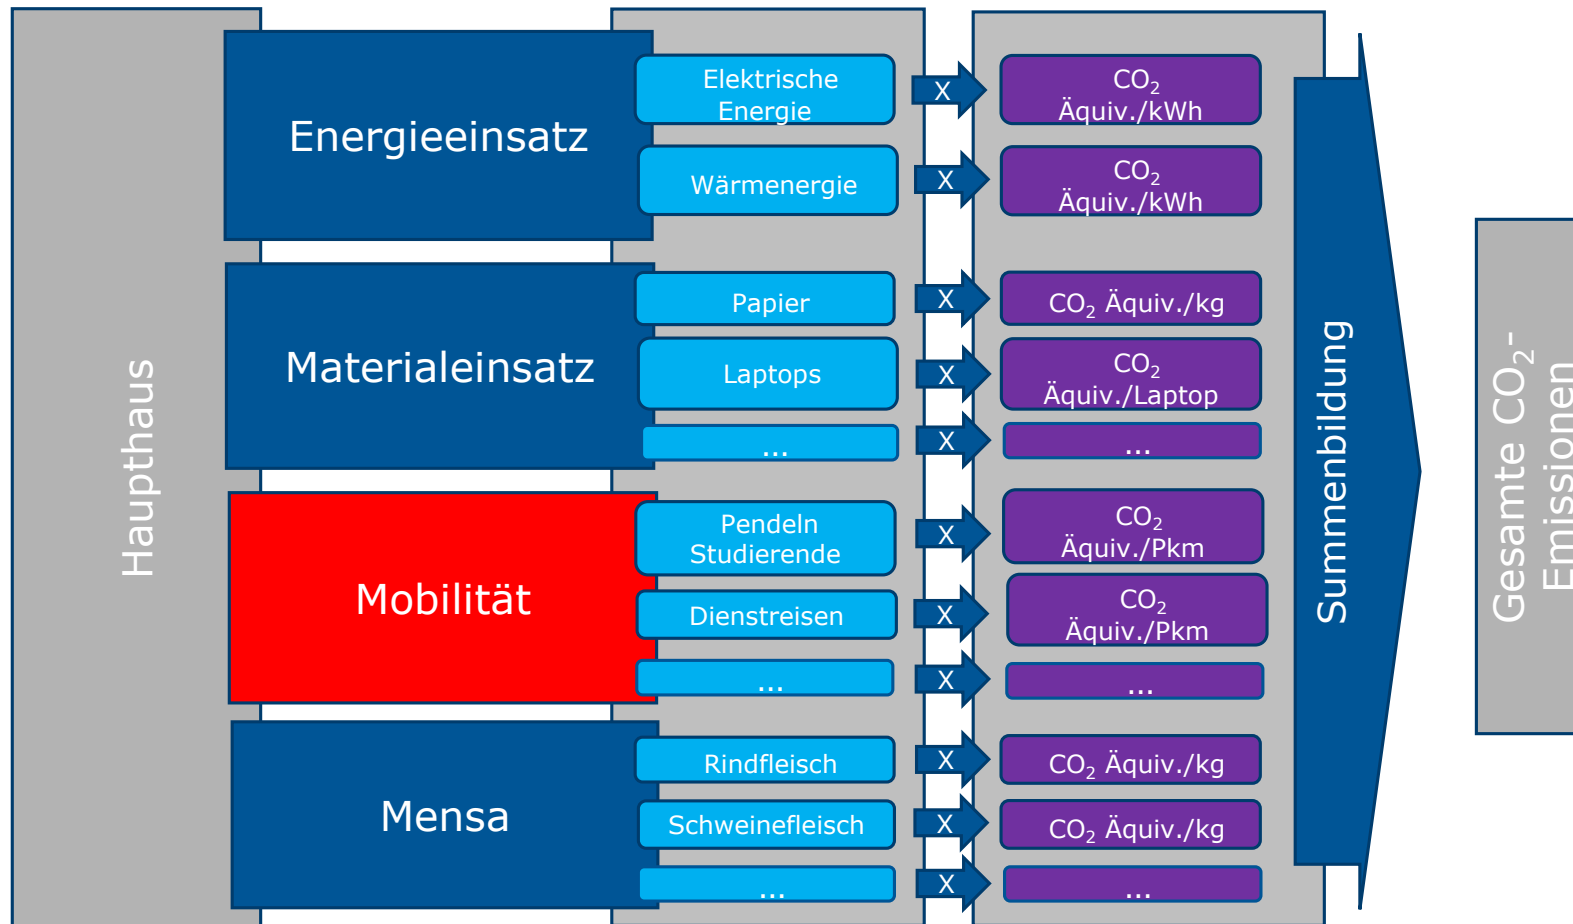 Haupthaus
Energieeinsatz
Elektrische
Energie
X
CO₂
Äquiv./kWh
Wärmenergie
X
CO₂
Äquiv./kWh
Materialeinsatz
Papier
X
CO₂ Äquiv./kg
Laptops
X
CO₂
Äquiv./Laptop
...
X
...
Mobilität
Pendeln
Studierende
X
CO₂
Äquiv./Pkm
Dienstreisen
X
CO₂
Äquiv./Pkm
...
X
...
Mensa
Rindfleisch
X
CO₂ Äquiv./kg
Schweinefleisch
X
CO₂ Äquiv./kg
...
X
...
Summenbildung
Gesamte CO₂-
Emissionen